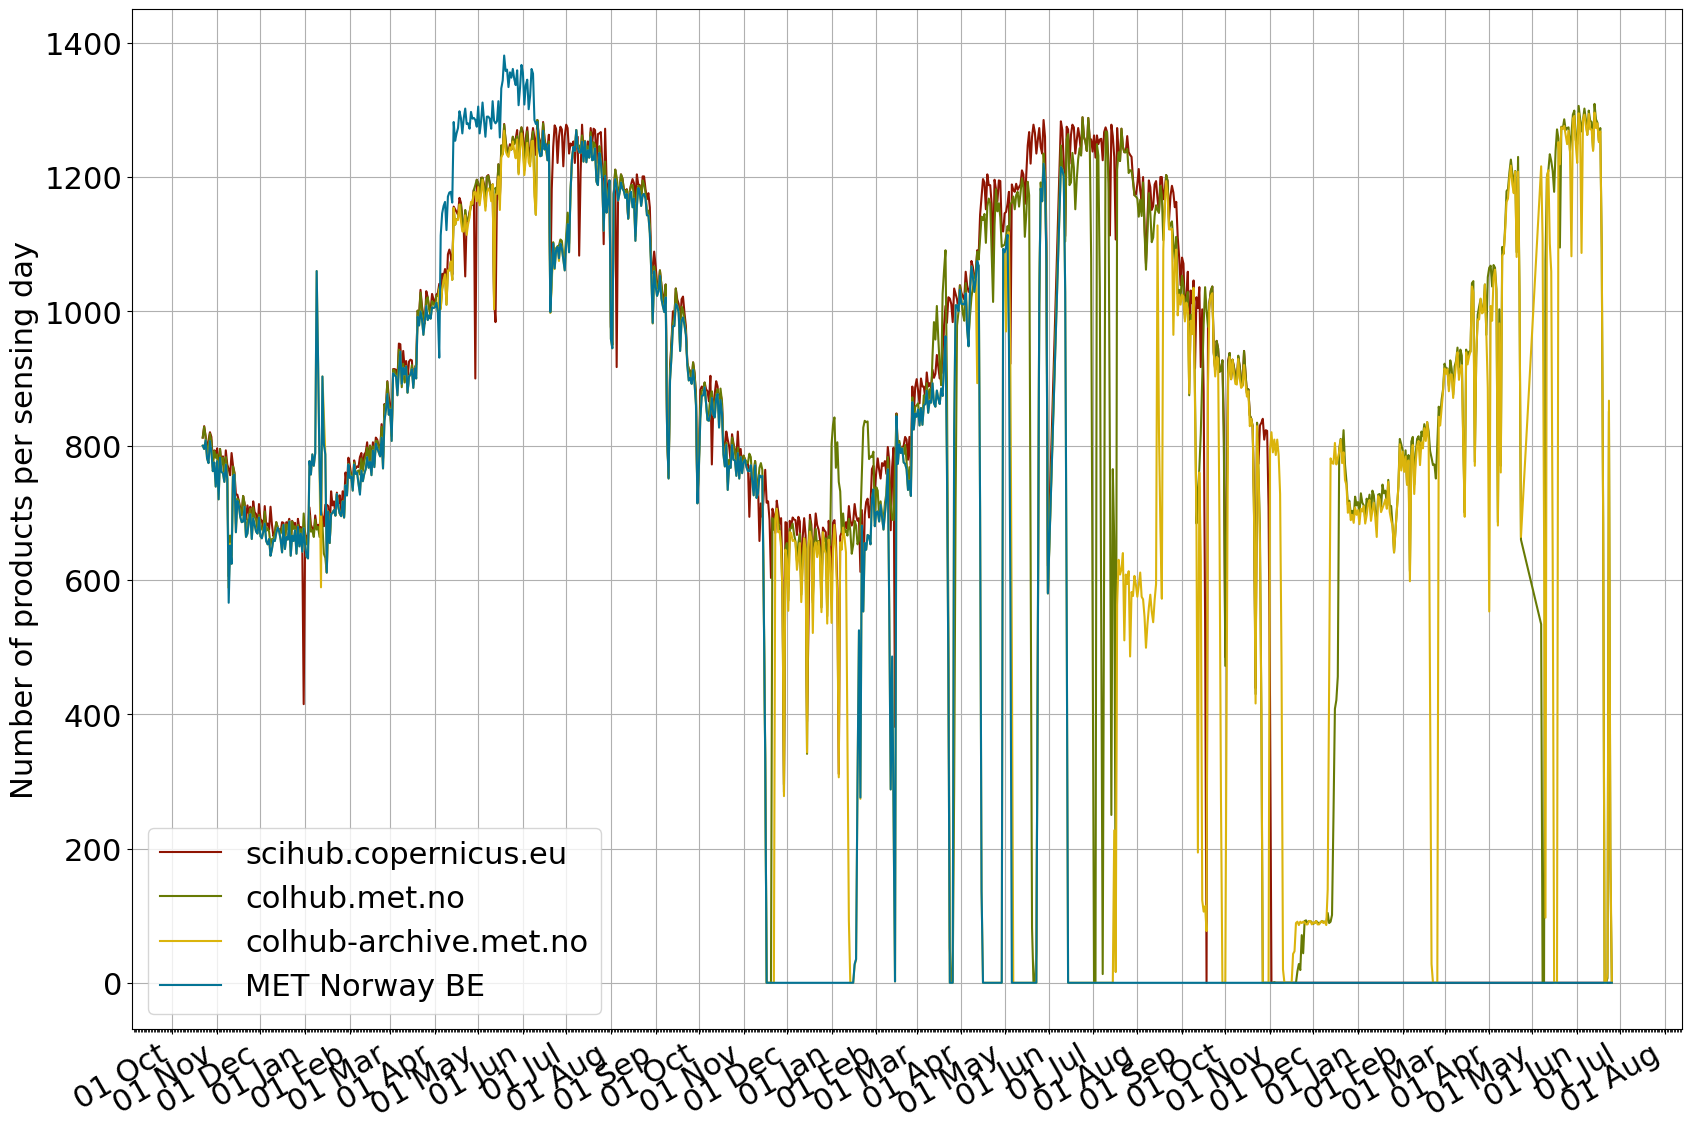 Number of products per sensing day
1400
1200
1000
800
600
400
200
0
scihub.copernicus.eu
colhub.met.no
colhub-archive.met.no
MET Norway BE
01 Oct
01 Nov
01 Dec
01 Jan
01 Feb
01 Mar
01 Apr
01 May
01 Jun
01 Jul
01 Aug
01 Sep
01 Oct
01 Nov
01 Dec
01 Jan
01 Feb
01 Mar
01 Apr
01 May
01 Jun
01 Jul
01 Aug
01 Sep
01 Oct
01 Nov
01 Dec
01 Jan
01 Feb
01 Mar
01 Apr
01 May
01 Jun
01 Jul
01 Aug